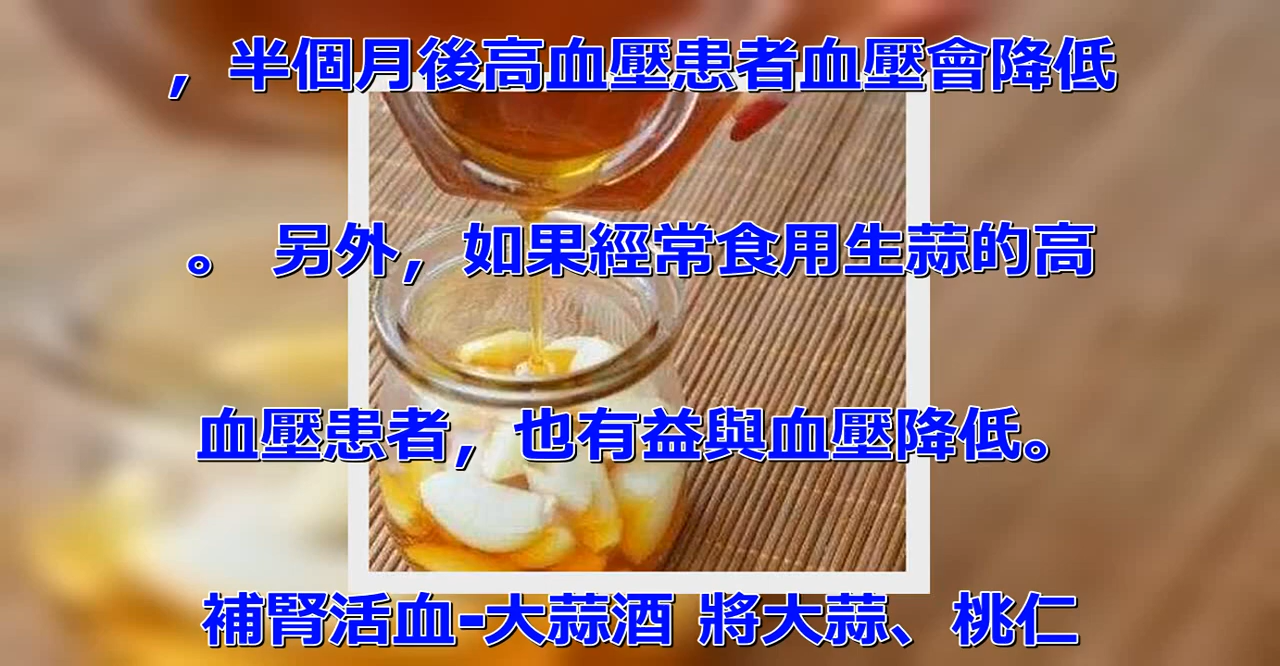 ，半個月後高血壓患者血壓會降低
。 另外，如果經常食用生蒜的高
血壓患者，也有益與血壓降低。
補腎活血-大蒜酒 將大蒜、桃仁